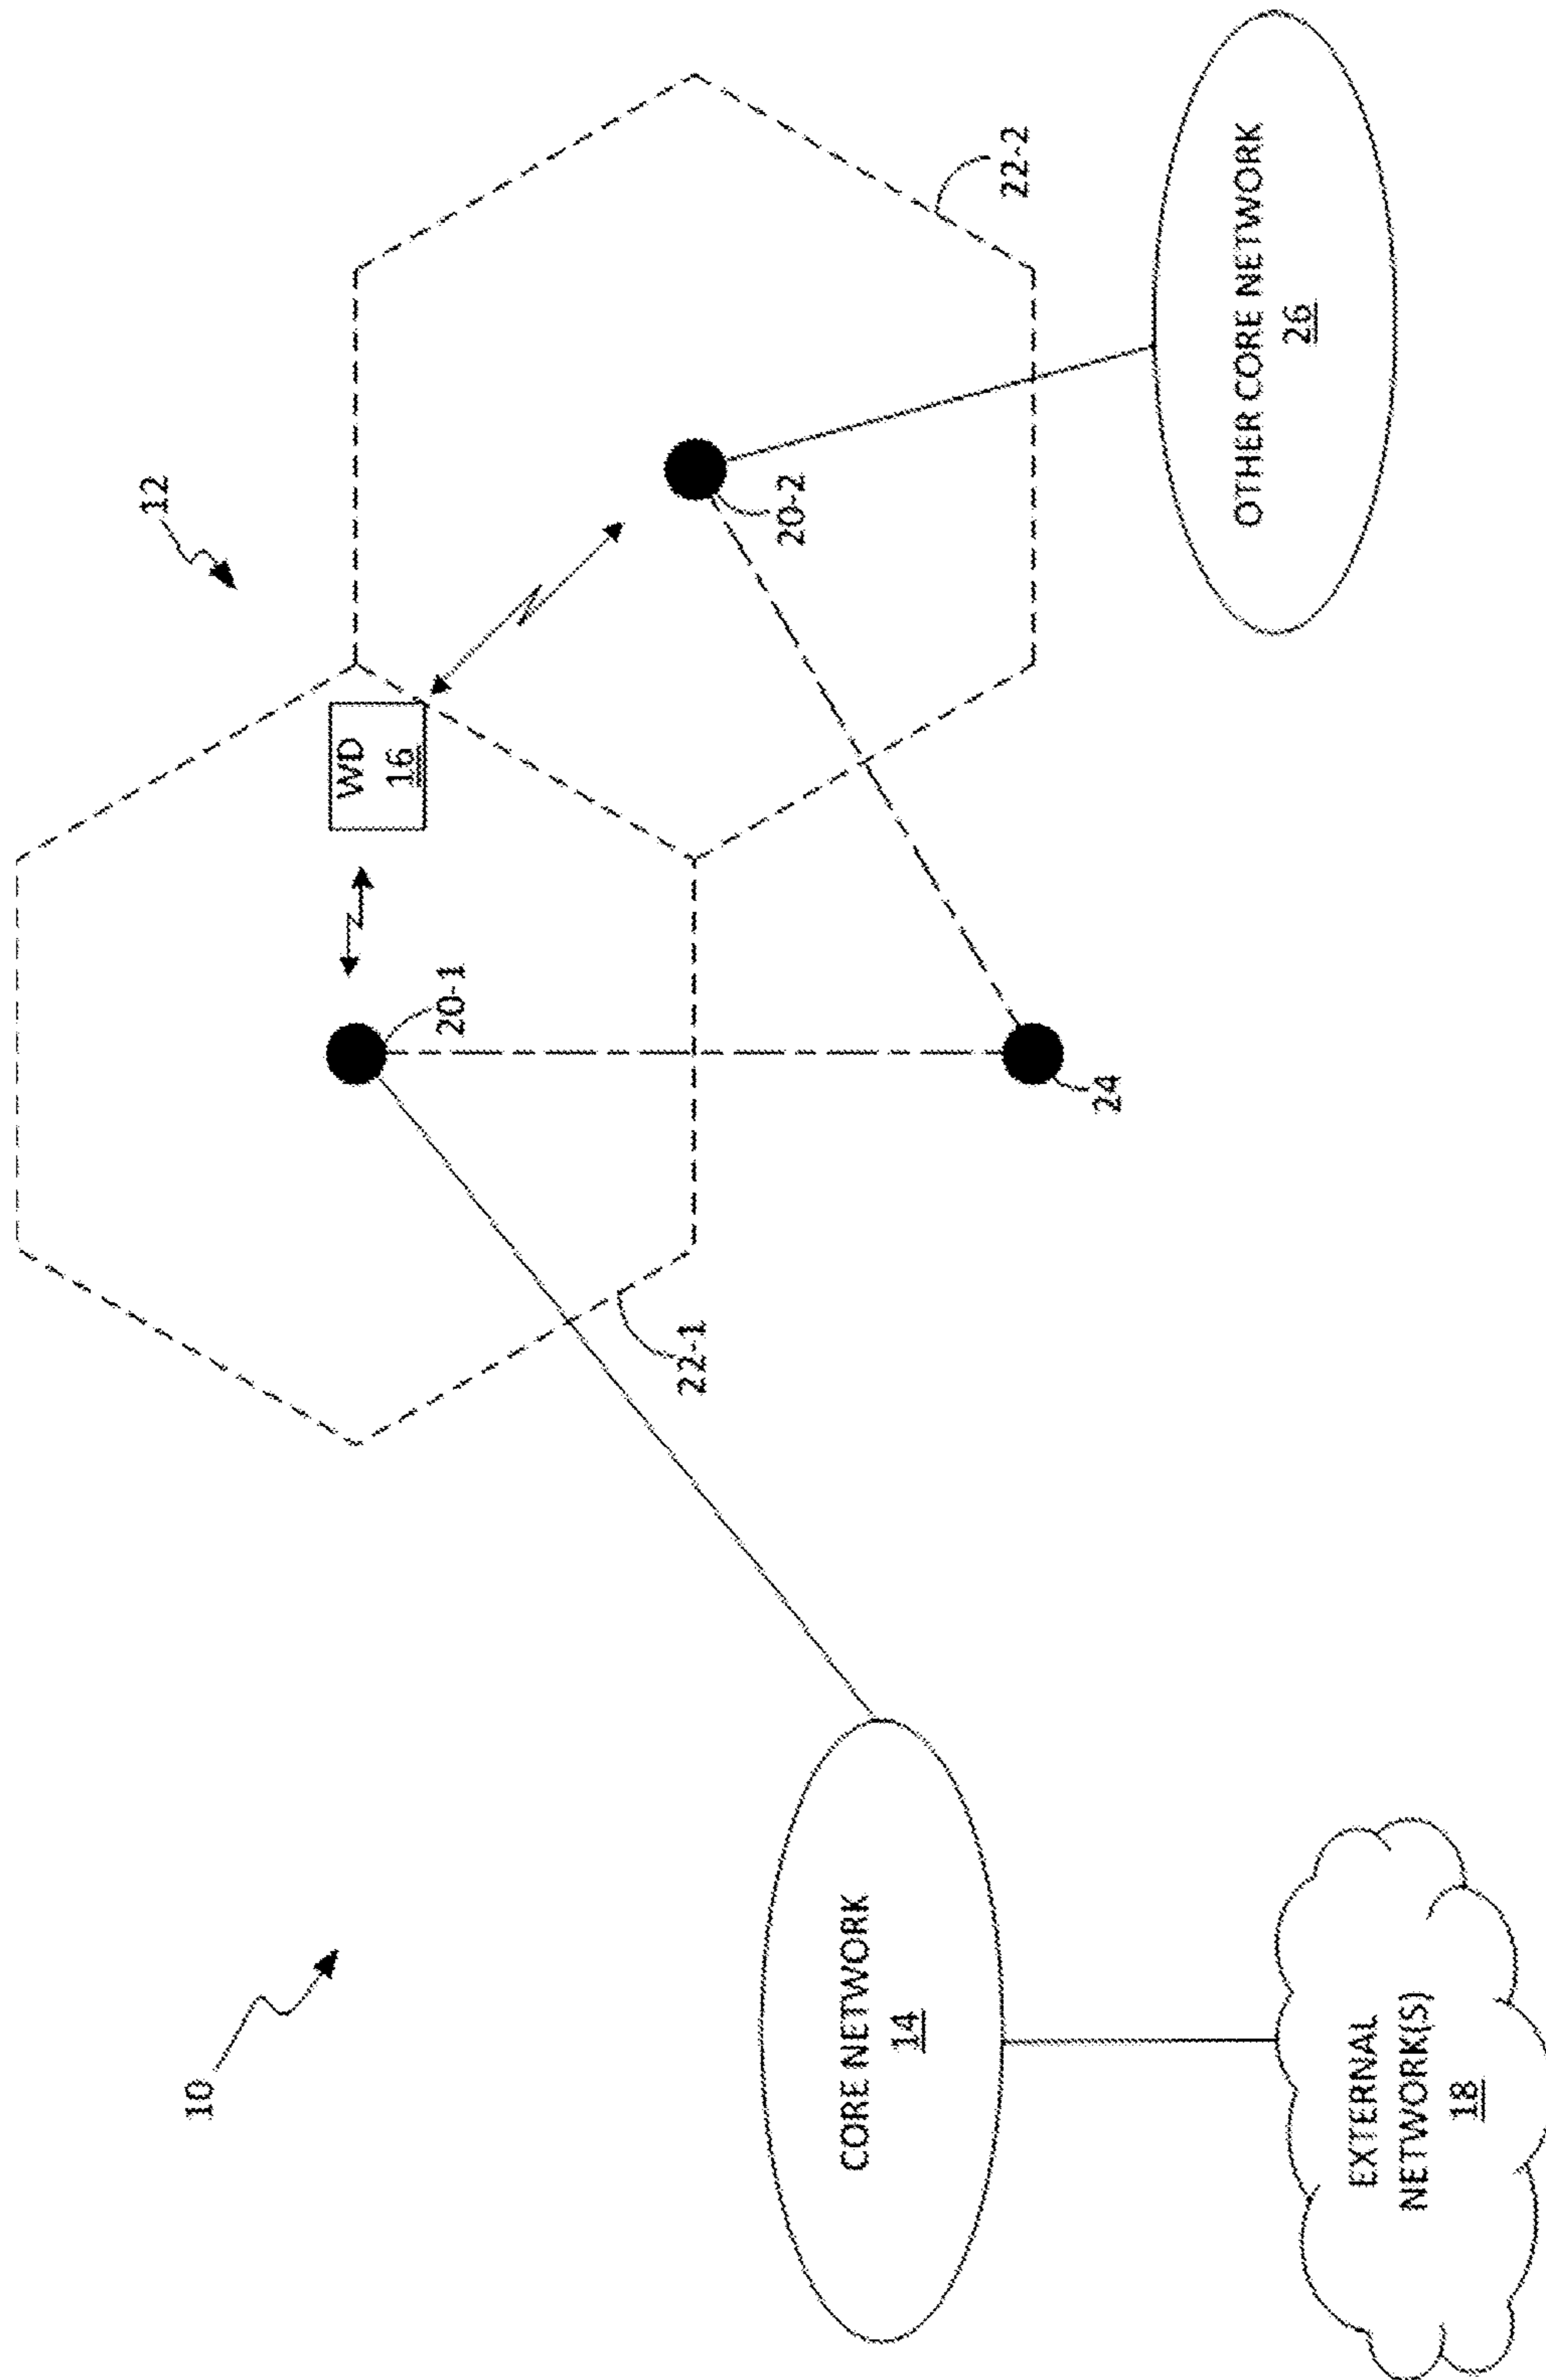 12
10
WD
16
20-1
22-1
20-2
CORE NETWORK
14
22-2
24
OTHER CORE NETWORK
26
EXTERNAL
NETWORK(S)
18